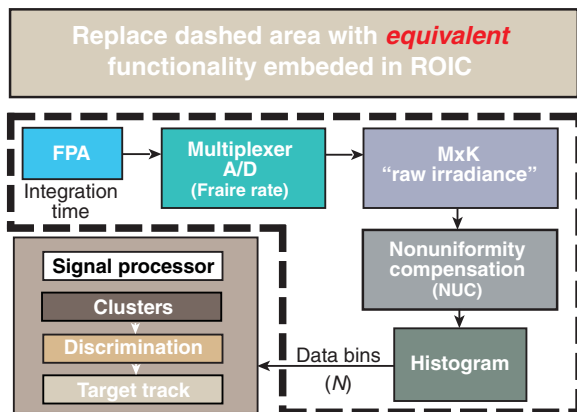 Replace dashed area with equivalent
functionality embeded in ROIC
FPA
Integration
time
Multiplexer
A/D
(Fraire rate)
MxK
“raw irradiance”
Nonuniformity
compensation
(NUC)
Histogram
Data bins
(N)
Signal processor
Clusters
Discrimination
Target track